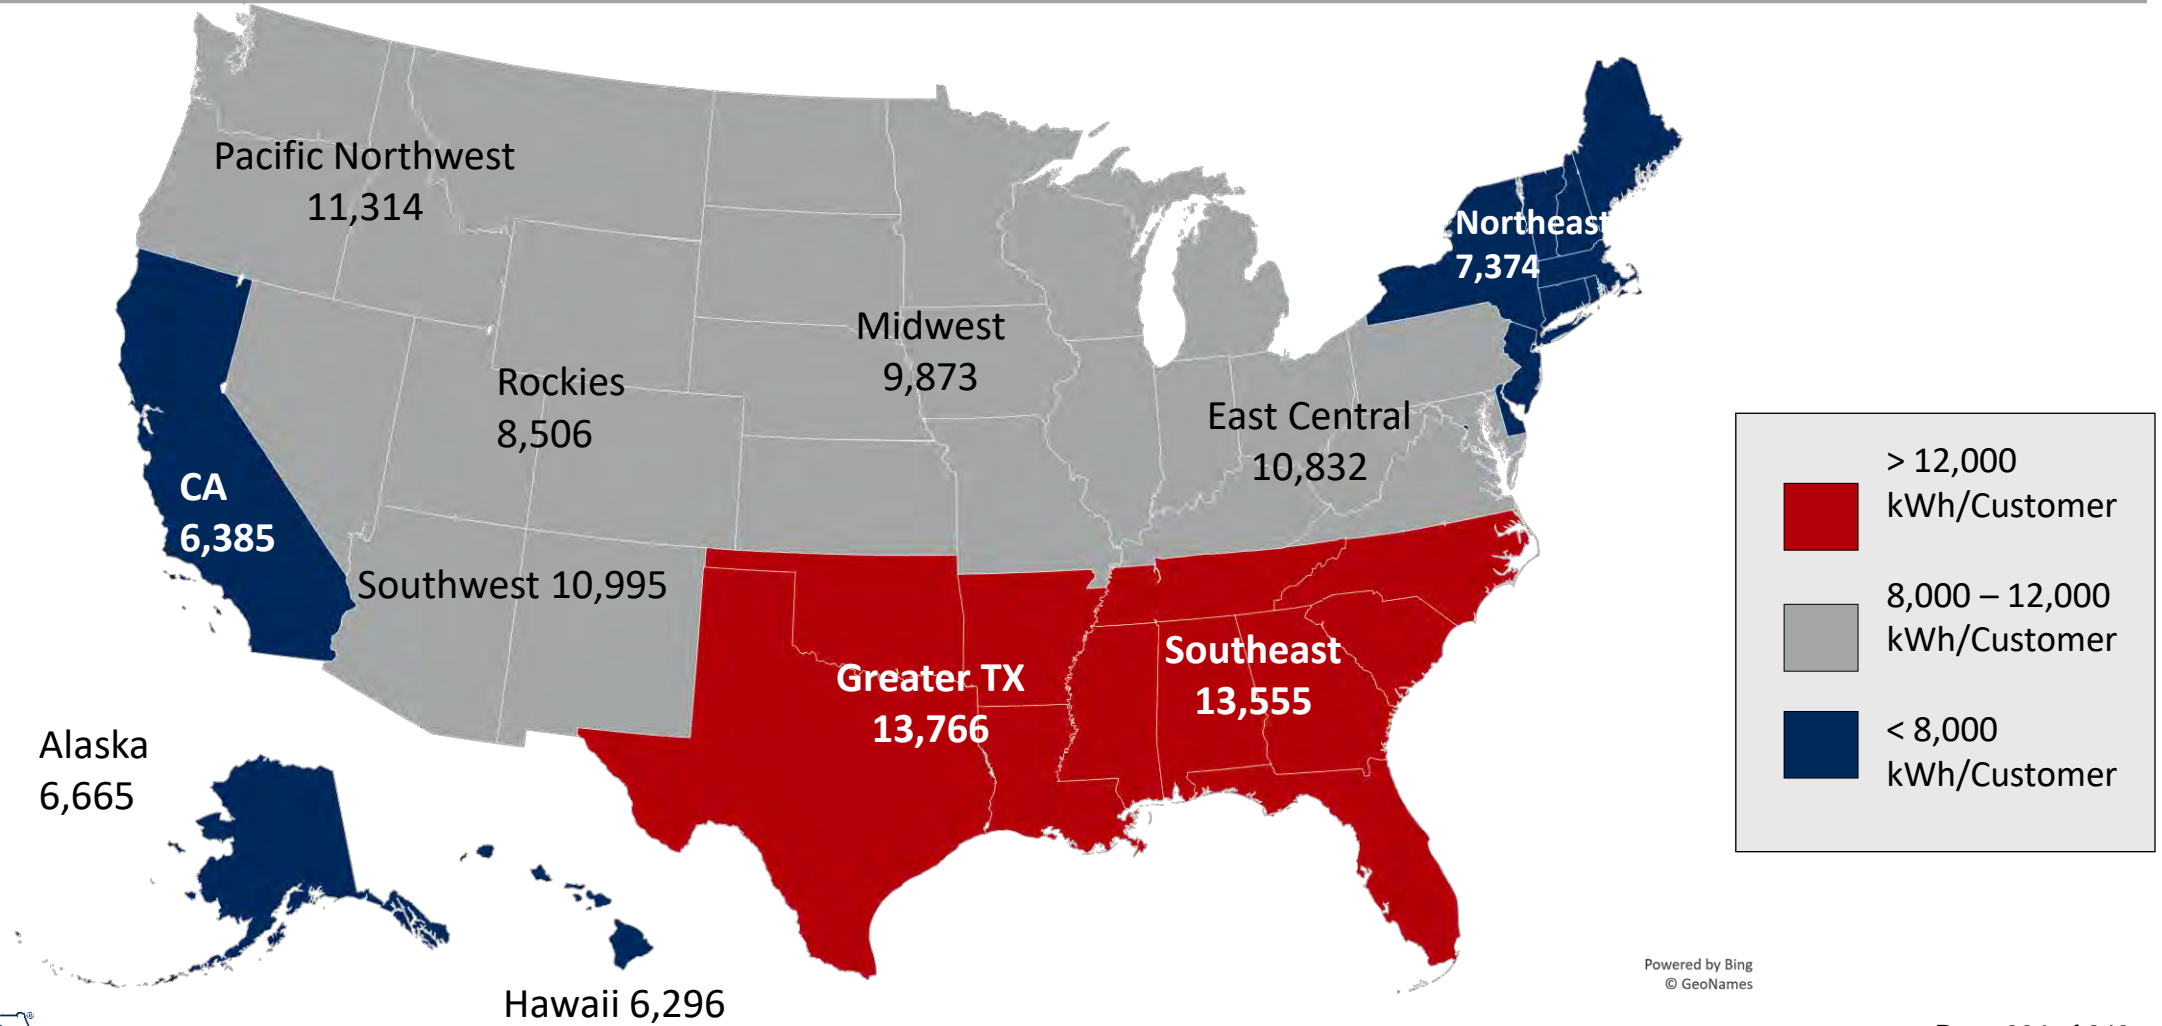 Pacific Northwest
11,314
Northeast
7,374
Midwest
9,873
Rockies
8,506
East Central
10,832
CA
6,385
Southwest 10,995
Greater TX
13,766
Southeast
13,555
Alaska
6,665
Hawaii 6,296
> 12,000
kWh/Customer
8,000 – 12,000
kWh/Customer
< 8,000
kWh/Customer
Powered by Bing
© GeoNames
®